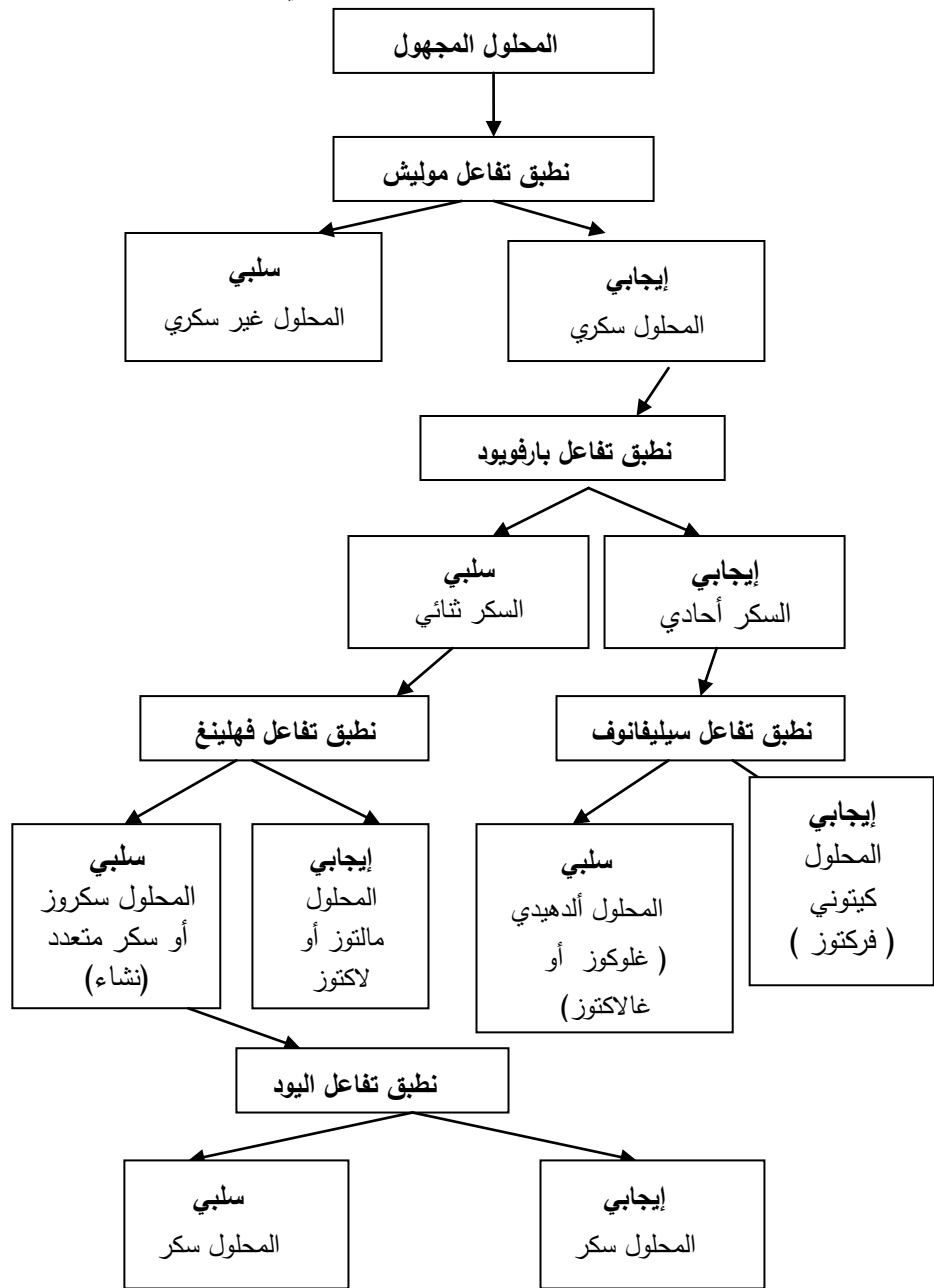 المحلول المجهول
نطبق تفاعل موليش
إيجابي
المحلول سكري
سلبي
المحلول غير سكري
نطبق تفاعل بارفويود
إيجابي
السكر أحادي
سلبي
السكر ثنائي
نطبق تفاعل سيليفانوف
نطبق تفاعل فهلينغ
إيجابي
المحلول
كيتوني
( فركتوز )
سلبي
المحلول ألدهيدي
( غلوكوز أو
غالاكتوز)
إيجابي
المحلول
مالتوز أو
لاكتوز
سلبي
المحلول سكروز
أو سكر متعدد
(نشاء)
نطبق تفاعل اليود
إيجابي
المحلول سكر
سلبي
المحلول سكر